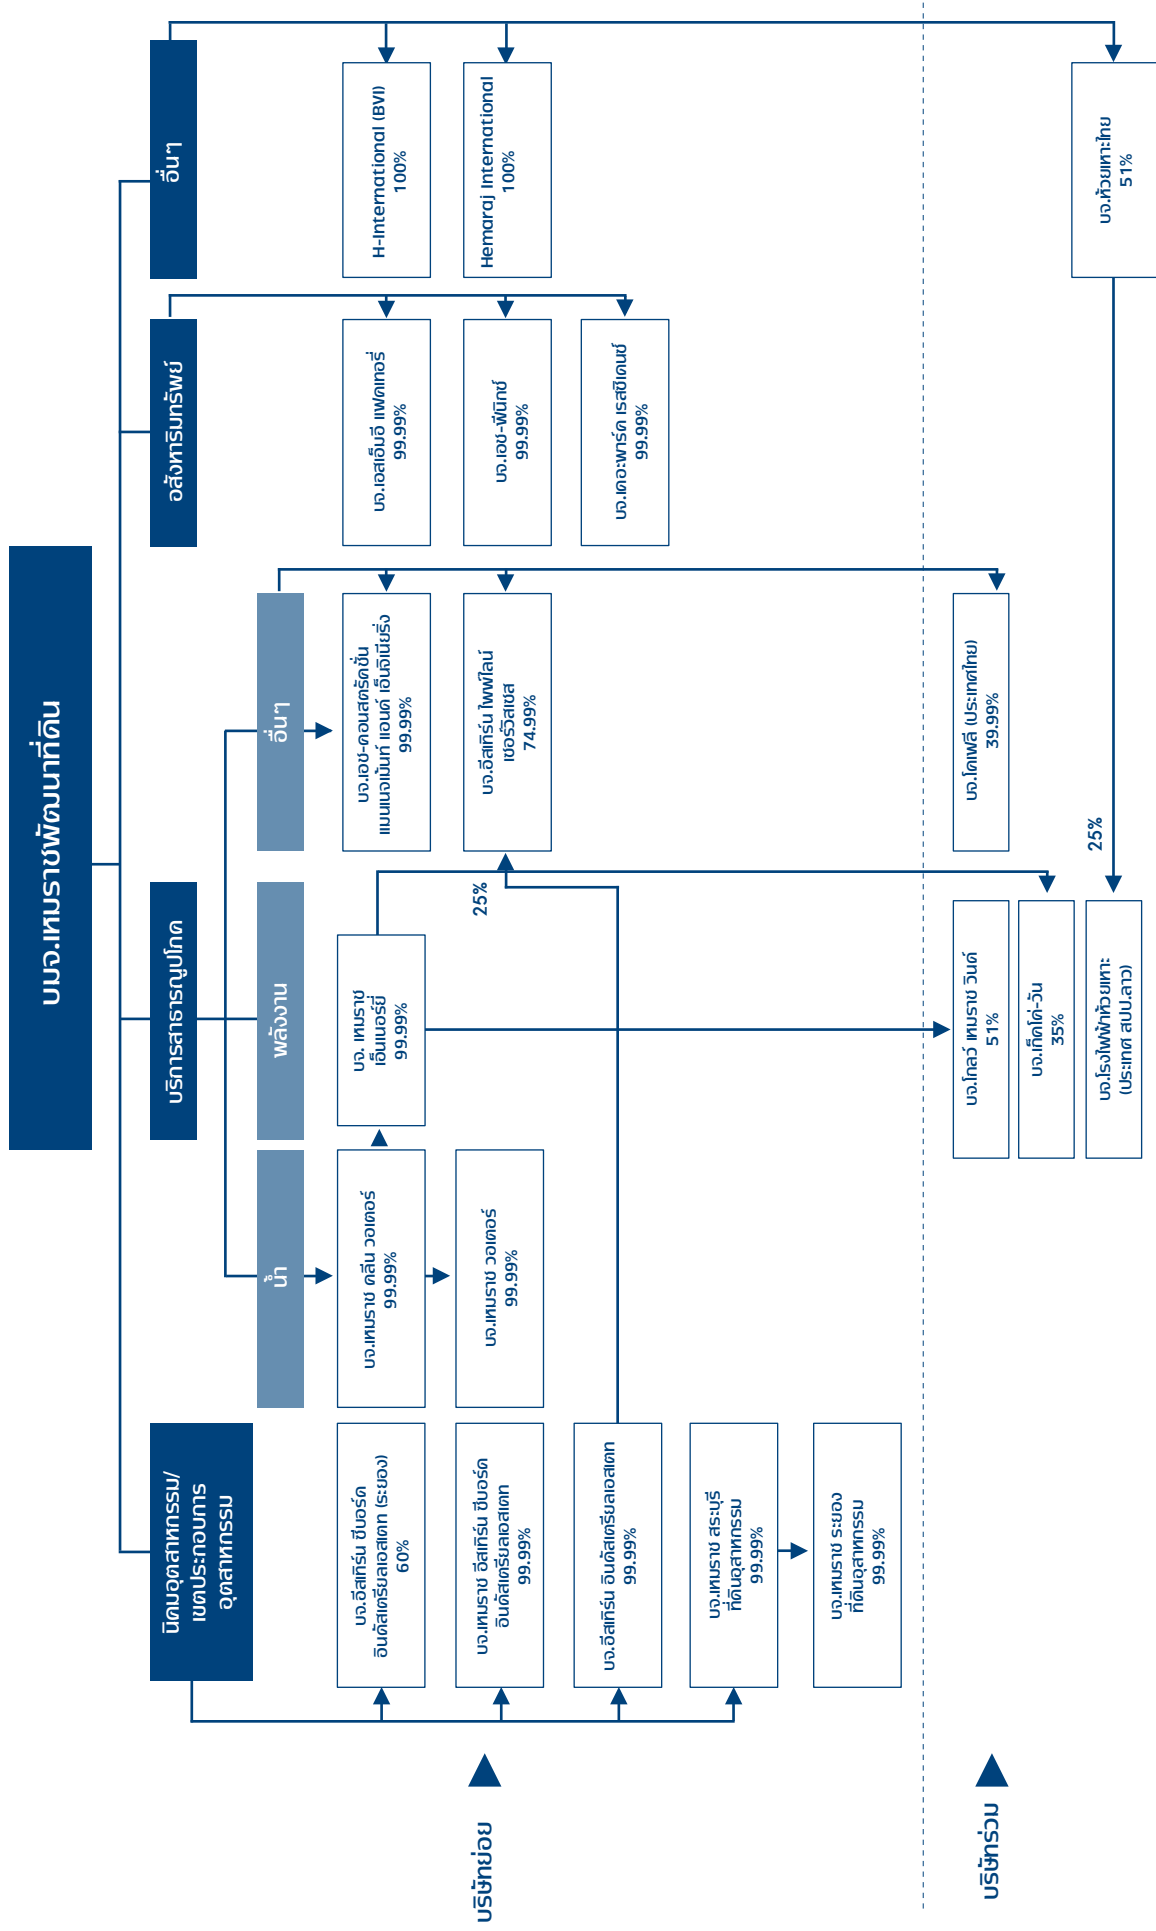 บมจ.เหมราชพัฒนาที่ดิน
นิคมอุตสาหกรรม/
เขตประกอบการ
อุตสาหกรรม
บริการสาธารณูปโภค
อสังหาริมทรัพย์
อื่นๆ
น้ำ
พลังงาน
อื่นๆ
บริษัทย่อย
บจ.อีสเทิร์น ซีบอร์ด
อินดัสเตรียลเอสเตท (ระยอง)
60%
บจ.เหมราช อีสเทิร์น ซีบอร์ด
อินดัสเตรียลเอสเตท
99.99%
บจ.อีสเทิร์น อินดัสเตรียลเอสเตท
99.99%
บจ.เหมราช สระบุรี
ที่ดินอุสาหกรรม
99.99%
บจ.เหมราช ระยอง
ที่ดินอุสาหกรรม
99.99%
บจ.เหมราช คลีน วอเตอร์
99.99%
บจ.เหมราช วอเตอร์
99.99%
บจ. เหมราช
เอ็นเนอร์ยี่
99.99%
25%
บจ.เอช-คอนสตรัคชั่น
แมนเนจเม้นท์ แอนด์ เอ็นจิเนียริ่ง
99.99%
บจ.อีสเทิร์น ไพพ์ไลน์
เซอร์วิสเซส
74.99%
บจ.เอสเอ็มอี แฟคเทอรี่
99.99%
บจ.เอช-ฟีนิกซ์
99.99%
บจ.เดอะพาร์ค เรสซิเดนซ์
99.99%
H-International (BVI)
100%
Hemaraj International
100%
บริษัทร่วม
บจ.โกลว์ เหมราช วินด์
51%
บจ.เก็คโค่-วัน
35%
บจ.โรงไฟฟ้าห้วยเหาะ
(ประเทศ สปป.ลาว)
25%
บจ.โดเฟลี (ประเทศไทย)
39.99%
บจ.ห้วยเหาะไทย
51%